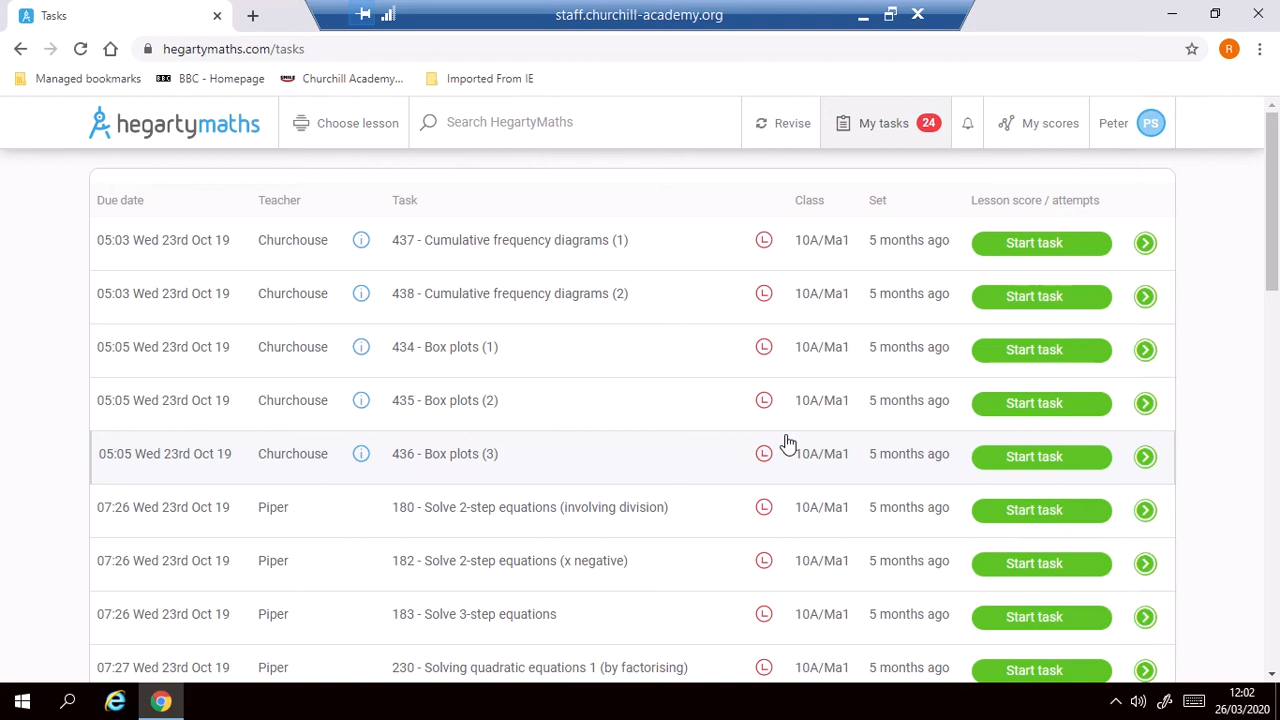 Tasks
staff.churchill-academy.org
hegartymaths.com/tasks
R
Managed bookmarks BBC BBC - Homepage SMILE Churchill Academy... Imported From IE
hegartymaths Choose lesson Search HegartyMaths Revise My tasks 24 My scores Peter PS
Due date Teacher Task Class Set Lesson score / attempts
05:03 Wed 23rd Oct 19 Churchouse i 437 - Cumulative frequency diagrams (1) 10A/Ma1 5 months ago Start task
05:03 Wed 23rd Oct 19 Churchouse i 438 - Cumulative frequency diagrams (2) 10A/Ma1 5 months ago Start task
05:05 Wed 23rd Oct 19 Churchouse i 434 - Box plots (1) 10A/Ma1 5 months ago Start task
05:05 Wed 23rd Oct 19 Churchouse i 435 - Box plots (2) 10A/Ma1 5 months ago Start task
05:05 Wed 23rd Oct 19 Churchouse i 436 - Box plots (3) 10A/Ma1 5 months ago Start task
07:26 Wed 23rd Oct 19 Piper 180 - Solve 2-step equations (involving division) 10A/Ma1 5 months ago Start task
07:26 Wed 23rd Oct 19 Piper 182 - Solve 2-step equations (x negative) 10A/Ma1 5 months ago Start task
07:26 Wed 23rd Oct 19 Piper 183 - Solve 3-step equations 10A/Ma1 5 months ago Start task
07:27 Wed 23rd Oct 19 Piper 230 - Solving quadratic equations 1 (by factorising) 10A/Ma1 5 months ago Start task
12:02
26/03/2020